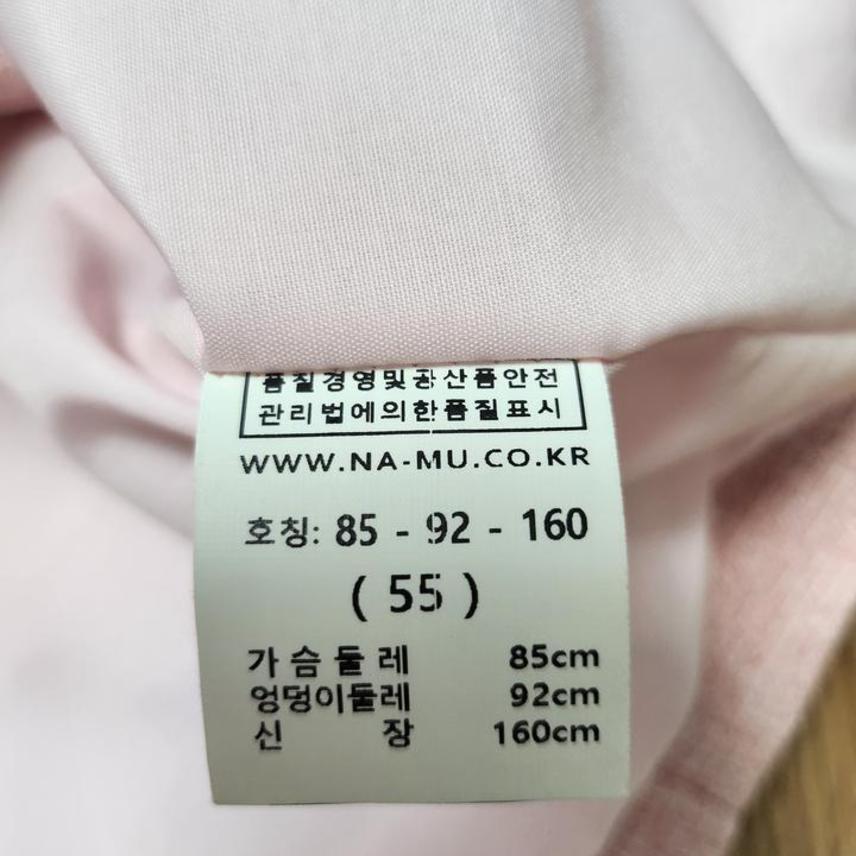 품질경영및공산품안전
관리법에의한품질표시
WWW.NA-MU.CO.KR
호칭: 85 - 92 - 160
( 55 )
가슴둘레 85cm
엉덩이둘레 92cm
신장 160cm